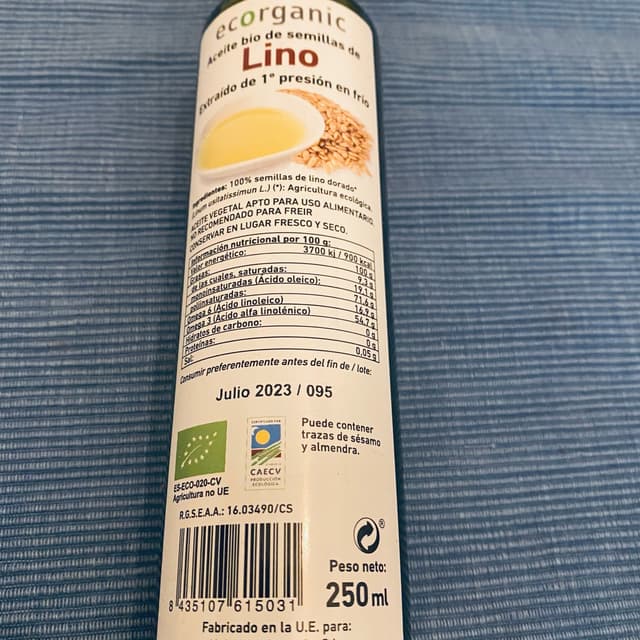 ecorganic
Aceite bio de semillas de
Lino
Extraído de 1ª presión en frío
Ingredientes: 100% semillas de lino dorado*
(Linum usitatissimun L.) (*): Agricultura ecológica.
ACEITE VEGETAL APTO PARA USO ALIMENTARIO.
NO RECOMENDADO PARA FREIR
CONSERVAR EN LUGAR FRESCO Y SECO.
Información nutricional por 100 g:
Valor energético: 3700 kj / 900 kcal
Grasas: 100 g
de las cuales, saturadas: 9,3 g
monoinsaturadas (Ácido oleico): 19,1 g
poliinsaturadas: 71,6 g
Omega 6 (Ácido linoleico) 16,9 g
Omega 3 (Ácido alfa linolénico) 54,7 g
Hidratos de carbono: 0 g
Proteínas: 0 g
Sal: 0,05 g
Consumir preferentemente antes del fin de / lote:
Julio 2023 / 095
CERTIFICADO POR
CAECV
PRODUCCIÓN
ECOLÓGICA
Puede contener
trazas de sésamo
y almendra.
ES-ECO-020-CV
Agricultura no UE
R.G.S.E.A.A.: 16.03490/CS
8 435107 615031
®
Peso neto:
250 ml
Fabricado en la U.E. para: